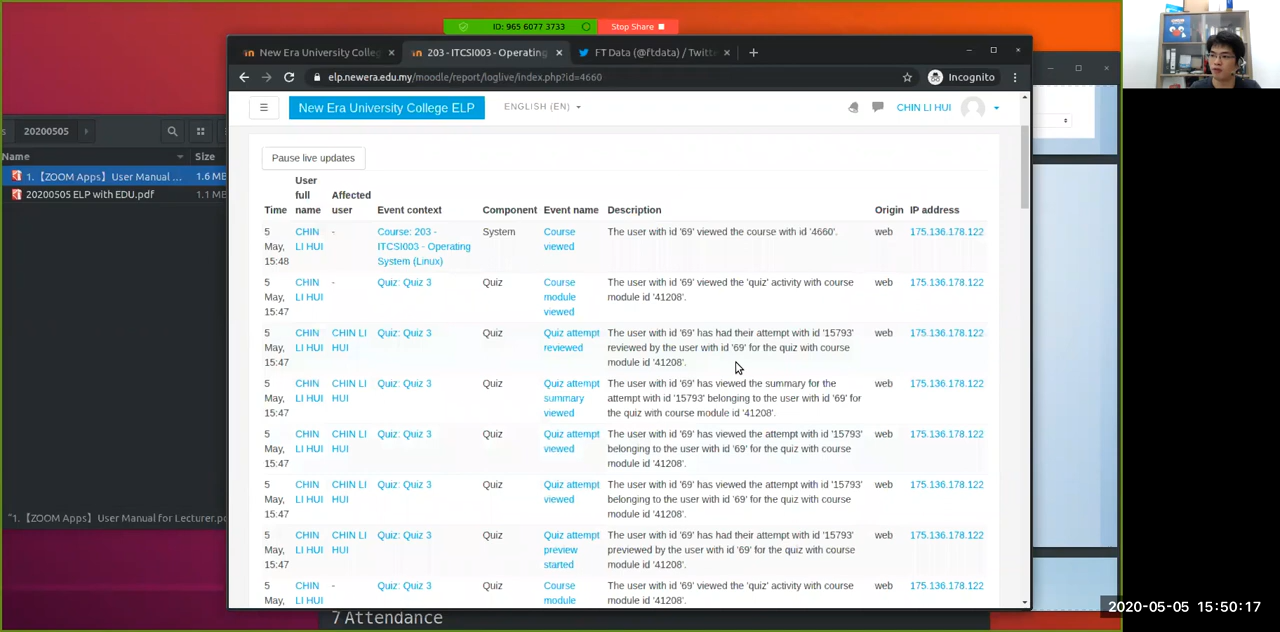 ID: 965 6077 3733
Stop Share
New Era University Colle
203 - ITCSI003 - Operating
FT Data (@ftdata) / Twitt
elp.newera.edu.my/moodle/report/loglive/index.php?id=4660
Incognito
New Era University College ELP
ENGLISH (EN)
CHIN LI HUI
20200505
Name
Size
1.【ZOOM Apps】User Manual ...
1.6 M
20200505 ELP with EDU.pdf
1.1 M
"1.【ZOOM Apps】User Manual for Lecturer.p
Pause live updates
Time
User full name
Affected user
Event context
Component
Event name
Description
Origin
IP address
5 May, 15:48
CHIN LI HUI
-
Course: 203 - ITCSI003 - Operating System (Linux)
System
Course viewed
The user with id '69' viewed the course with id '4660'.
web
175.136.178.122
5 May, 15:47
CHIN LI HUI
-
Quiz: Quiz 3
Quiz
Course module viewed
The user with id '69' viewed the 'quiz' activity with course module id '41208'.
web
175.136.178.122
5 May, 15:47
CHIN LI HUI
CHIN LI HUI
Quiz: Quiz 3
Quiz
Quiz attempt reviewed
The user with id '69' has had their attempt with id '15793' reviewed by the user with id '69' for the quiz with course module id '41208'.
web
175.136.178.122
5 May, 15:47
CHIN LI HUI
CHIN LI HUI
Quiz: Quiz 3
Quiz
Quiz attempt summary viewed
The user with id '69' has viewed the summary for the attempt with id '15793' belonging to the user with id '69' for the quiz with course module id '41208'.
web
175.136.178.122
5 May, 15:47
CHIN LI HUI
CHIN LI HUI
Quiz: Quiz 3
Quiz
Quiz attempt viewed
The user with id '69' has viewed the attempt with id '15793' belonging to the user with id '69' for the quiz with course module id '41208'.
web
175.136.178.122
5 May, 15:47
CHIN LI HUI
CHIN LI HUI
Quiz: Quiz 3
Quiz
Quiz attempt viewed
The user with id '69' has viewed the attempt with id '15793' belonging to the user with id '69' for the quiz with course module id '41208'.
web
175.136.178.122
5 May, 15:47
CHIN LI HUI
CHIN LI HUI
Quiz: Quiz 3
Quiz
Quiz attempt preview started
The user with id '69' has had their attempt with id '15793' previewed by the user with id '69' for the quiz with course module id '41208'.
web
175.136.178.122
5 May,
CHIN LI HUI
-
Quiz: Quiz 3
Quiz
Course module
The user with id '69' viewed the 'quiz' activity with course module id '41208'.
web
175.136.178.122
7 Attendance
2020-05-05 15:50:17